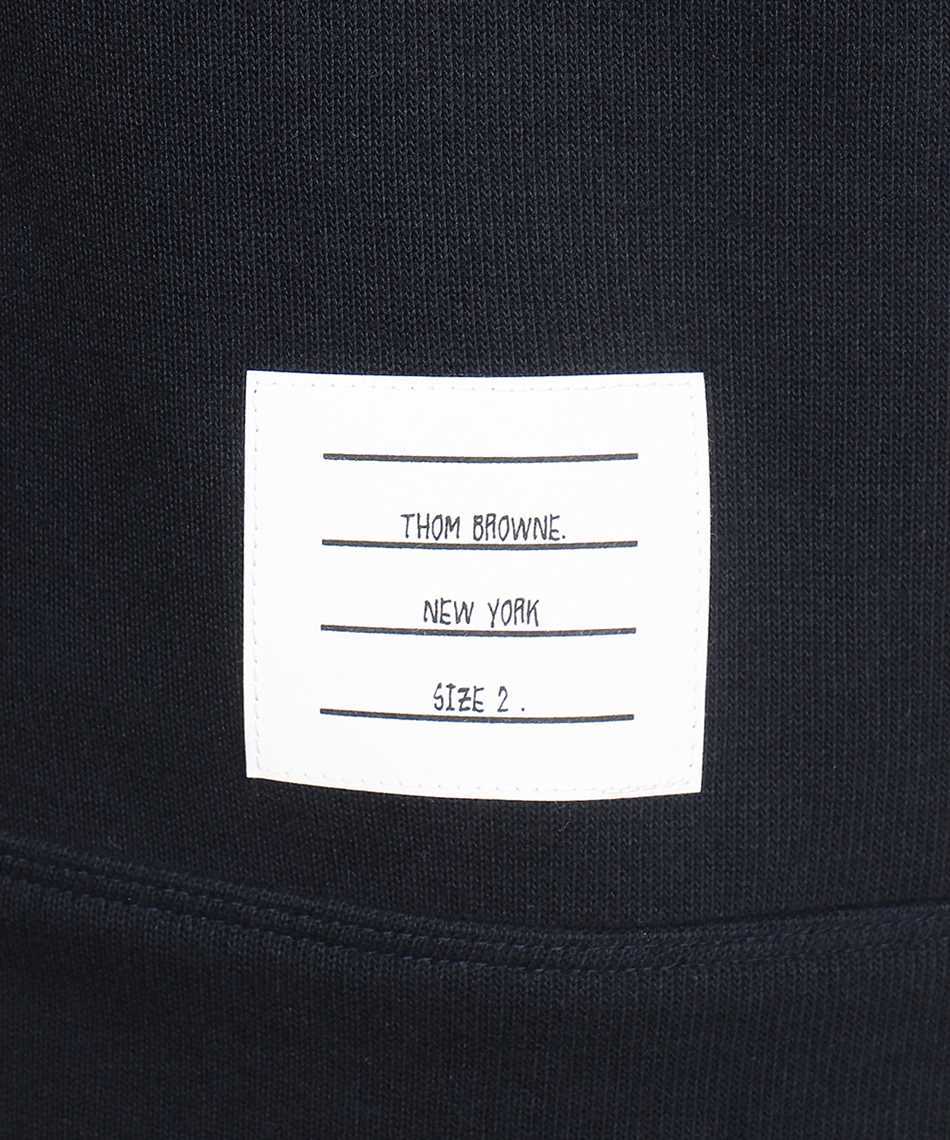 THOM BROWNE.
NEW YORK
SIZE 2 .